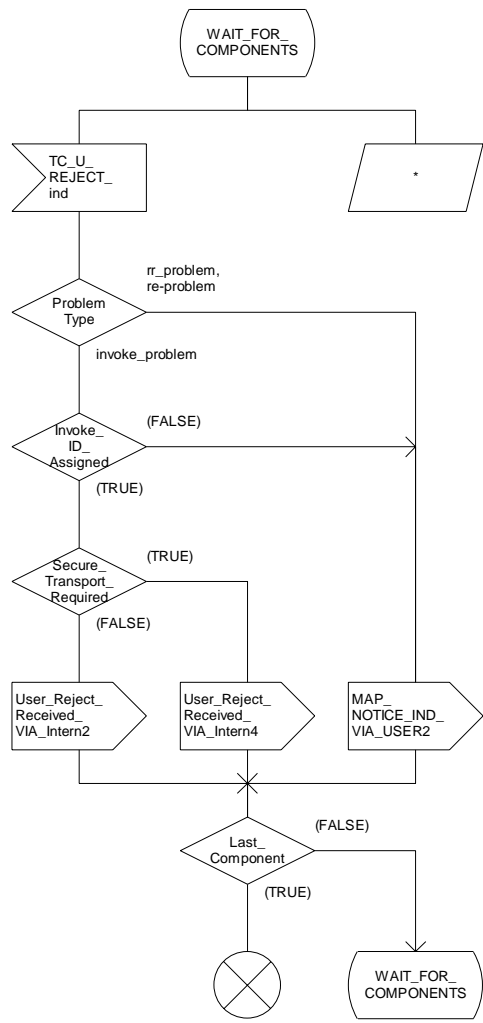 WAIT_FOR_
COMPONENTS
TC_U_
REJECT_
ind
*
rr_problem,
re-problem
Problem
Type
invoke_problem
(FALSE)
Invoke_
ID_
Assigned
(TRUE)
(TRUE)
Secure_
Transport_
Required
(FALSE)
User_Reject_
Received_
VIA_Intern2
User_Reject_
Received_
VIA_Intern4
MAP_
NOTICE_IND_
VIA_USER2
(FALSE)
Last_
Component
(TRUE)
WAIT_FOR_
COMPONENTS